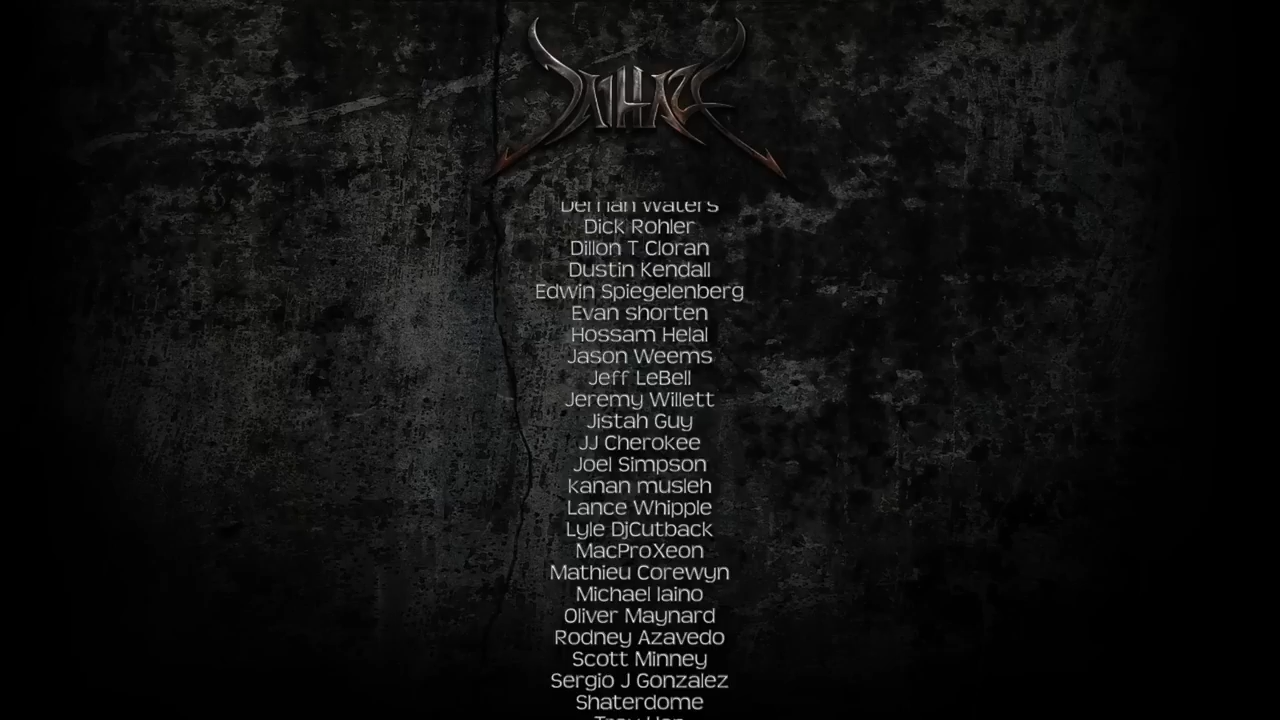 Dick Rohler
Dillon T Cloran
Dustin Kendall
Edwin Spiegelenberg
Evan shorten
Hossam Helal
Jason Weems
Jeff LeBell
Jeremy Willett
Jistah Guy
JJ Cherokee
Joel Simpson
kanan musleh
Lance Whipple
Lyle DjCutback
MacProXeon
Mathieu Corewyn
Michael Iaino
Oliver Maynard
Rodney Azavedo
Scott Minney
Sergio J Gonzalez
Shaterdome